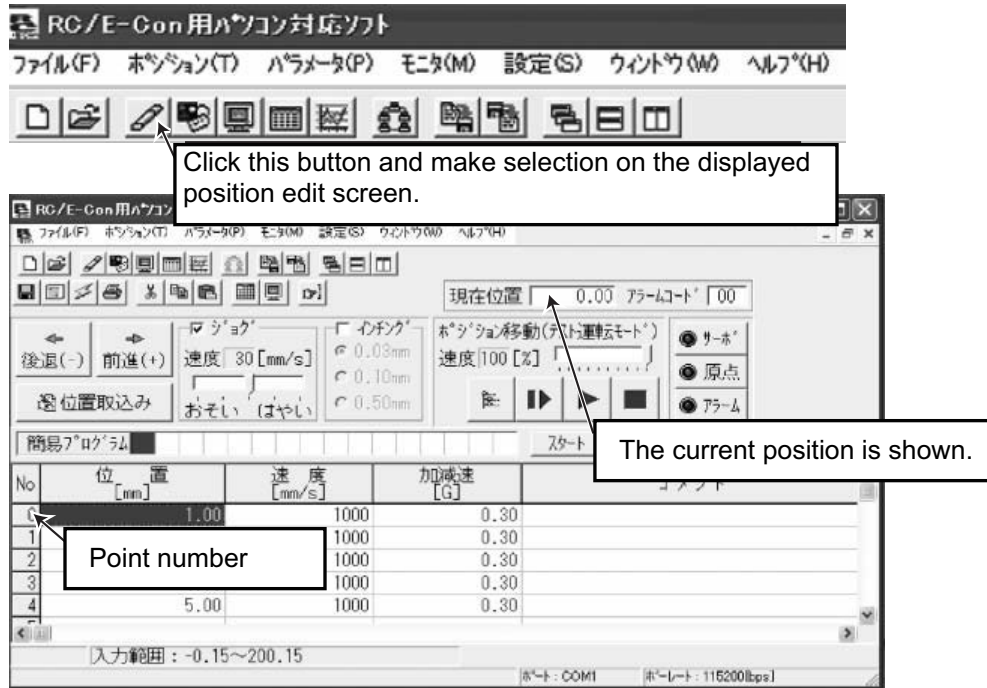 RC/E-Con用ﾊﾟｿｺﾝ対応ｿﾌﾄ
ﾌｧｲﾙ(F) ﾎﾟｼﾞｼｮﾝ(T) ﾊﾟﾗﾒｰﾀ(P) ﾓﾆﾀ(M) 設定(S) ｳｨﾝﾄﾞｳ(W) ﾍﾙﾌﾟ(H)
Click this button and make selection on the displayed
position edit screen.
RC/E-Con用ﾊﾟｿｺﾝ
ﾌｧｲﾙ(F) ﾎﾟｼﾞｼｮﾝ(T) ﾊﾟﾗﾒｰﾀ(P) ﾓﾆﾀ(M) 設定(S) ｳｨﾝﾄﾞｳ(W) ﾍﾙﾌﾟ(H)
現在位置 0.00 ｱﾗｰﾑｺｰﾄﾞ 00
後退(-) 前進(+)
位置取込み
ｼﾞｮｸﾞ
速度 30 [mm/s]
おそい はやい
ｲﾝﾁﾝｸﾞ
0.03mm
0.10mm
0.50mm
ﾎﾟｼﾞｼｮﾝ移動(ﾃｽﾄ運転ﾓｰﾄﾞ)
速度 100 [%]
ｻｰﾎﾞ
原点
ｱﾗｰﾑ
簡易ﾌﾟﾛｸﾞﾗﾑ ｽﾀｰﾄ
The current position is shown.
No 位 置 [mm] 速 度 [mm/s] 加減速 [G] コメント
0 1.00 1000 0.30
1 1000 0.30
Point number
2 1000 0.30
3 1000 0.30
4 5.00 1000 0.30
入力範囲：-0.15～200.15
ﾎﾟｰﾄ : COM1 ﾎﾞｰﾚｰﾄ : 115200[bps]